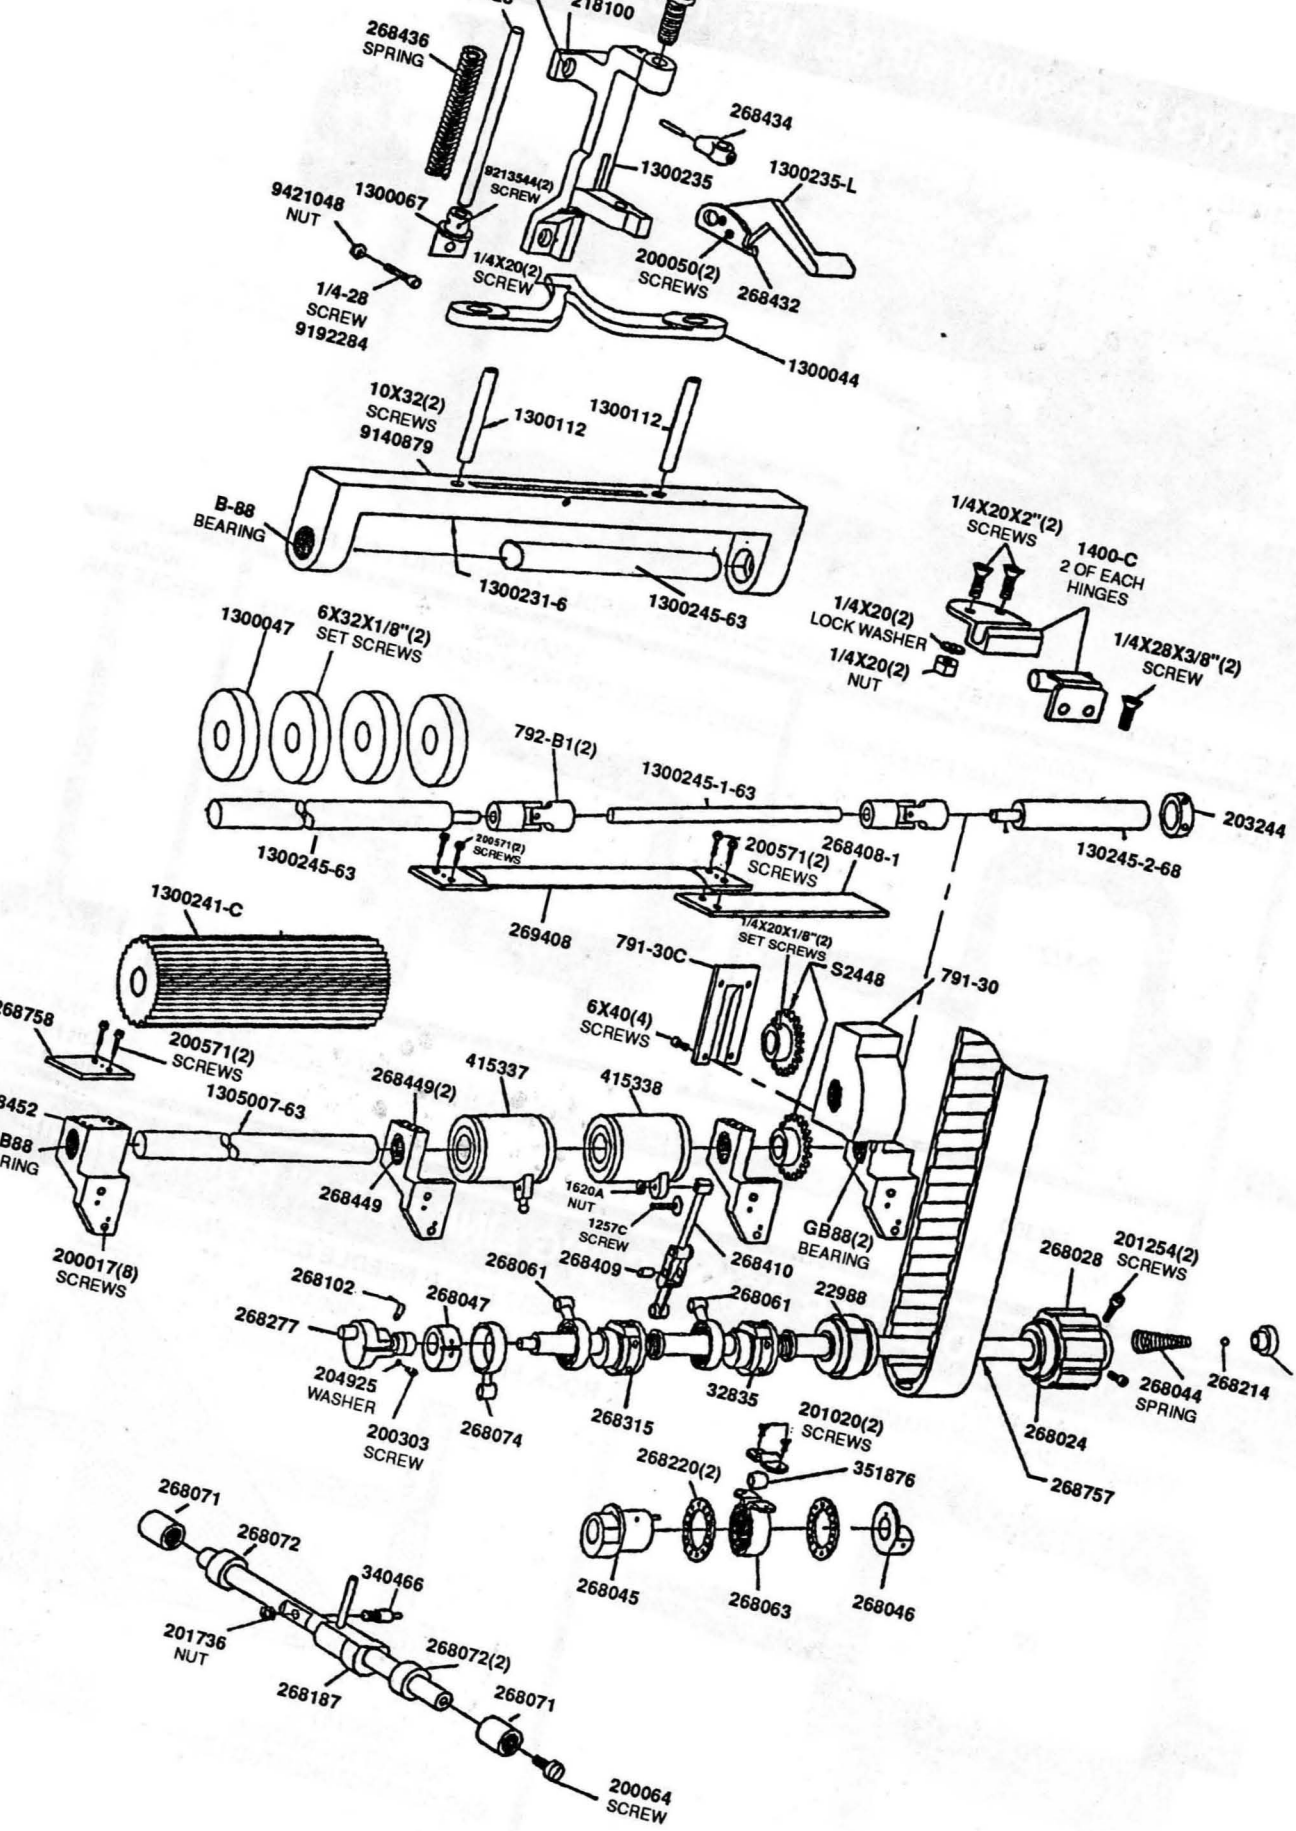 218100
268436
SPRING
268434
1300235
1300235-L
9213544(2)
SCREW
1300067
9421048
NUT
1/4X20(2)
SCREW
200050(2)
SCREWS
268432
1/4-28
SCREW
9192284
1300044
10X32(2)
SCREWS
9140879
1300112
1300112
B-88
BEARING
1300231-6
1300245-63
1/4X20X2"(2)
SCREWS
1400-C
2 OF EACH
HINGES
1/4X20(2)
LOCK WASHER
1/4X20(2)
NUT
1/4X28X3/8"(2)
SCREW
1300047
6X32X1/8"(2)
SET SCREWS
792-B1(2)
1300245-1-63
203244
1300245-63
200571(2)
SCREWS
200571(2)
SCREWS
268408-1
130245-2-68
1300241-C
269408
1/4X20X1/8"(2)
SET SCREWS
791-30C
S2448
791-30
6X40(4)
SCREWS
268758
200571(2)
SCREWS
415337
415338
268449(2)
1305007-63
268449
1620A
NUT
1257C
SCREW
GB88(2)
BEARING
200017(8)
SCREWS
268409
268410
268061
268061
22988
268028
201254(2)
SCREWS
268102
268047
268277
204925
WASHER
200303
SCREW
268074
268315
32835
268044
SPRING
268214
268024
268757
201020(2)
SCREWS
268220(2)
351876
268045
268063
268046
268071
268072
340466
201736
NUT
268072(2)
268187
268071
200064
SCREW